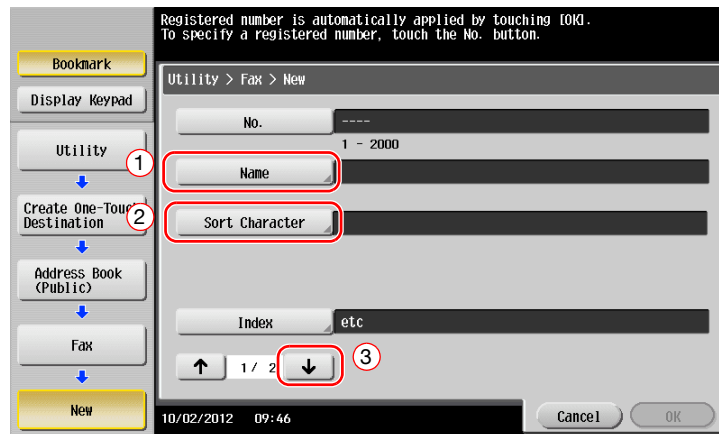 Registered number is automatically applied by touching [OK].
To specify a registered number, touch the No. button.
Bookmark
Display Keypad
Utility
Create One-Touch
Destination
Address Book
(Public)
Fax
New
Utility > Fax > New
No.
----
1 - 2000
1
Name
2
Sort Character
Index
etc
↑
1/ 2
↓
3
10/02/2012 09:46
Cancel
OK